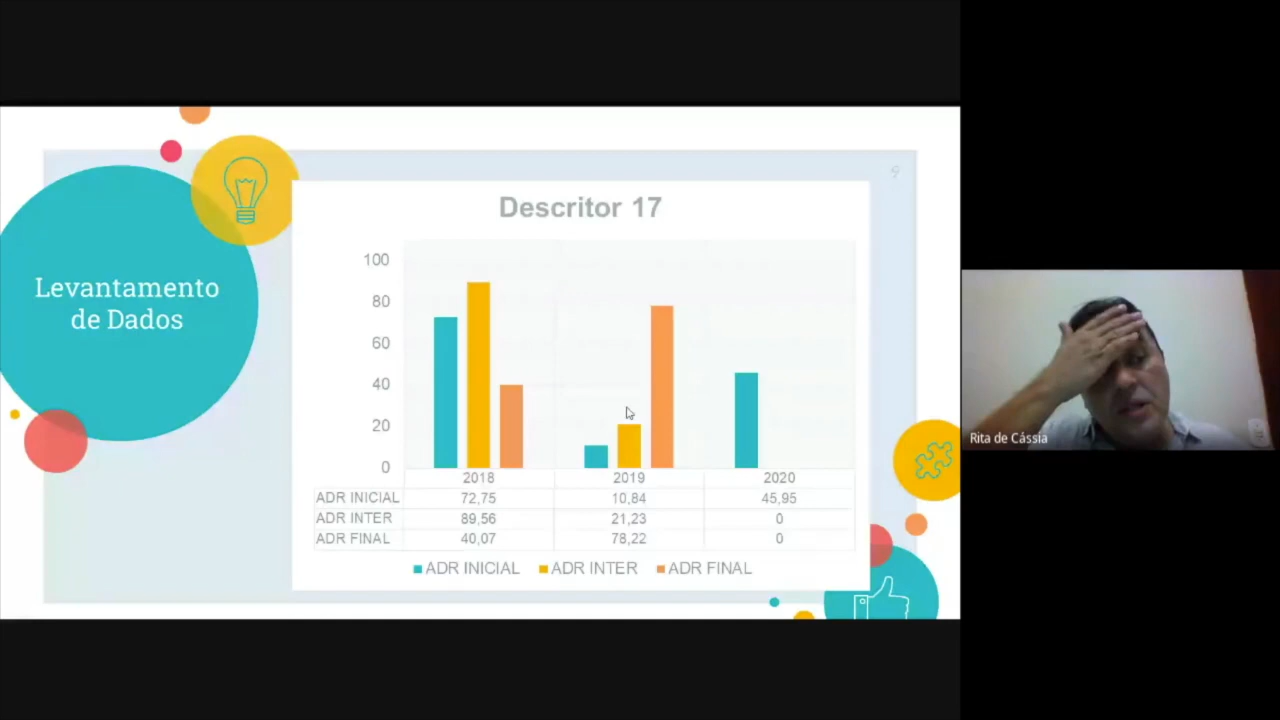 Levantamento
de Dados
9
Descritor 17
100
80
60
40
20
0
2018 2019 2020
ADR INICIAL 72,75 10,84 45,95
ADR INTER 89,56 21,23 0
ADR FINAL 40,07 78,22 0
ADR INICIAL ADR INTER ADR FINAL
Rita de Cássia